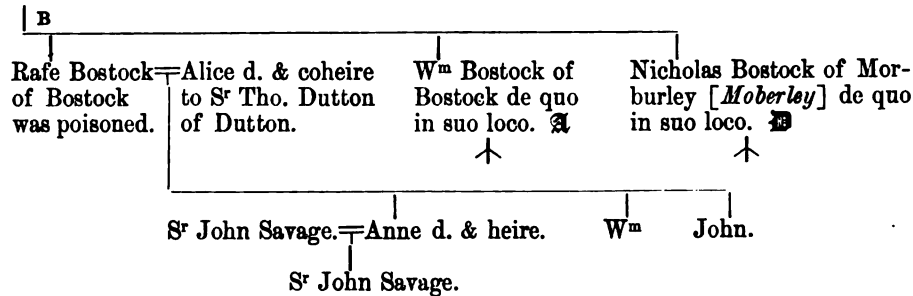 B
Rafe Bostock
of Bostock
was poisoned.
Alice d. & coheire
to Sʳ Tho. Dutton
of Dutton.
Wᵐ Bostock of
Bostock de quo
in suo loco. 𝕬
Nicholas Bostock of Mor-
burley [Moberley] de quo
in suo loco.
Sʳ John Savage.
Anne d. & heire.
Wᵐ
John.
Sʳ John Savage.